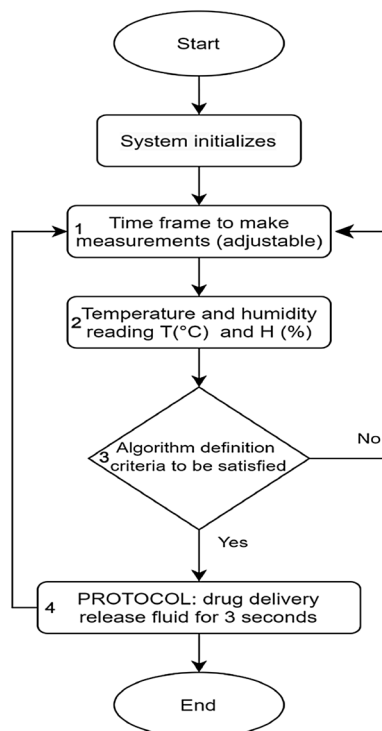 Start
System initializes
1 Time frame to make
measurements (adjustable)
2 Temperature and humidity
reading T(°C) and H (%)
3 Algorithm definition
criteria to be satisfied
No
Yes
4 PROTOCOL: drug delivery
release fluid for 3 seconds
End